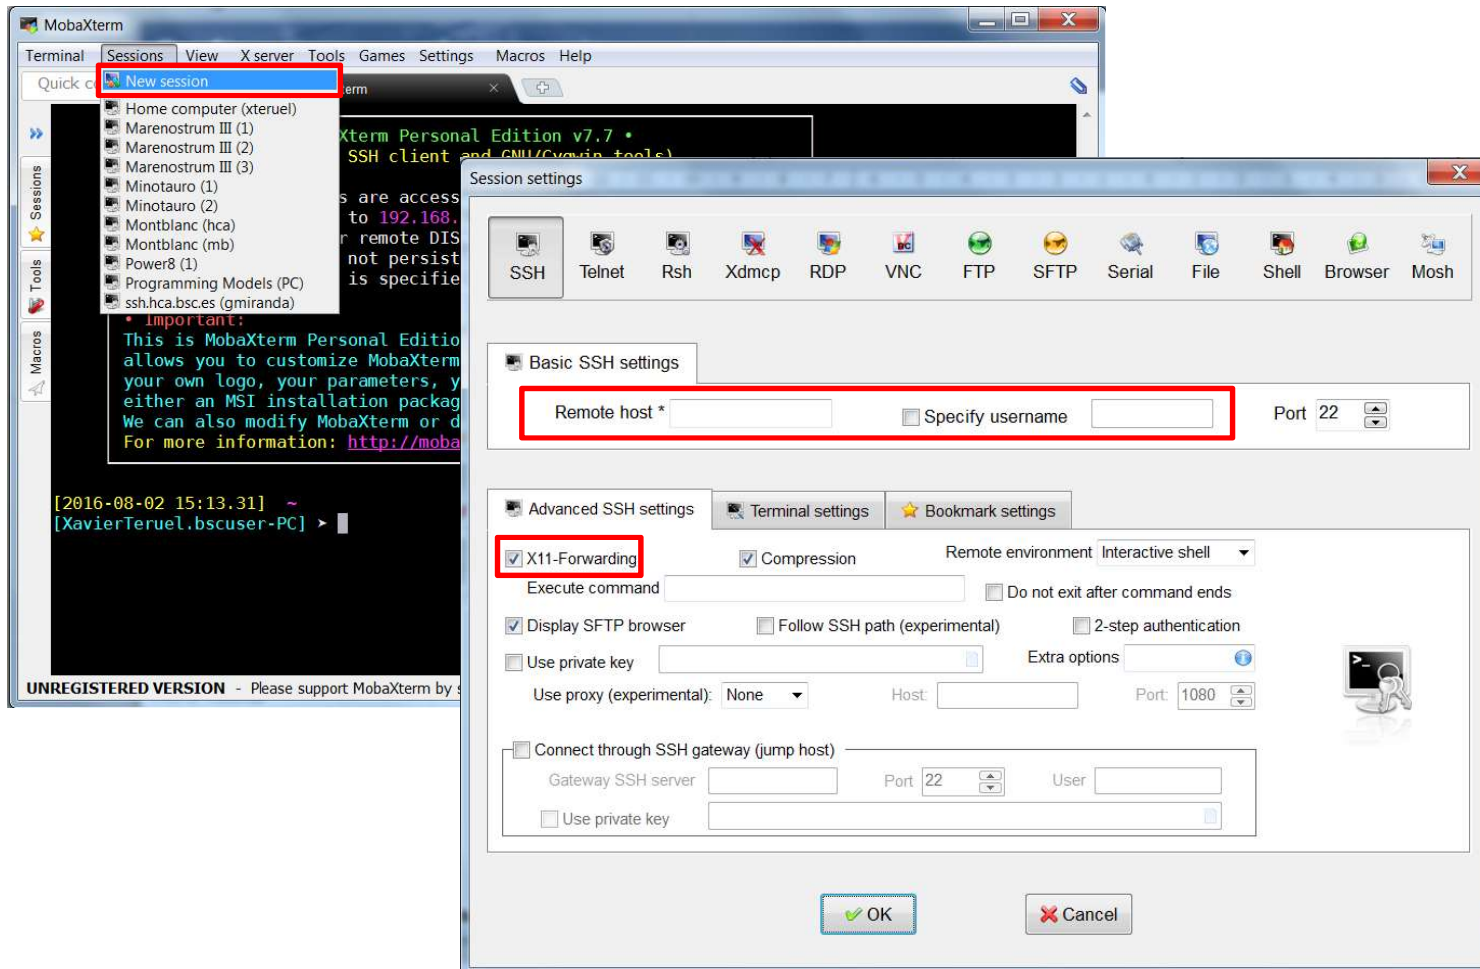 MobaXterm
Terminal Sessions View X server Tools Games Settings Macros Help
Quick
New session
Home computer (xteruel)
Marenostrum III (1)
Marenostrum III (2)
Marenostrum III (3)
Minotauro (1)
Minotauro (2)
Montblanc (hca)
Montblanc (mb)
Power8 (1)
Programming Models (PC)
ssh.hca.bsc.es (gmiranda)
Sessions
Tools
Macros
Xterm Personal Edition v7.7 •
SSH client and GNU/Cygwin tools)
s are access
to 192.168.
r remote DIS
not persist
is specifie
• Important:
This is MobaXterm Personal Editio
allows you to customize MobaXterm
your own logo, your parameters, y
either an MSI installation packag
We can also modify MobaXterm or d
For more information: http://moba
[2016-08-02 15:13.31] ~
[XavierTeruel.bscuser-PC] ➤
UNREGISTERED VERSION - Please support MobaXterm by s
Session settings
SSH Telnet Rsh Xdmcp RDP VNC FTP SFTP Serial File Shell Browser Mosh
Basic SSH settings
Remote host * Specify username Port 22
Advanced SSH settings Terminal settings Bookmark settings
X11-Forwarding Compression Remote environment Interactive shell
Execute command Do not exit after command ends
Display SFTP browser Follow SSH path (experimental) 2-step authentication
Use private key Extra options
Use proxy (experimental): None Host: Port: 1080
Connect through SSH gateway (jump host)
Gateway SSH server Port 22 User
Use private key
OK Cancel